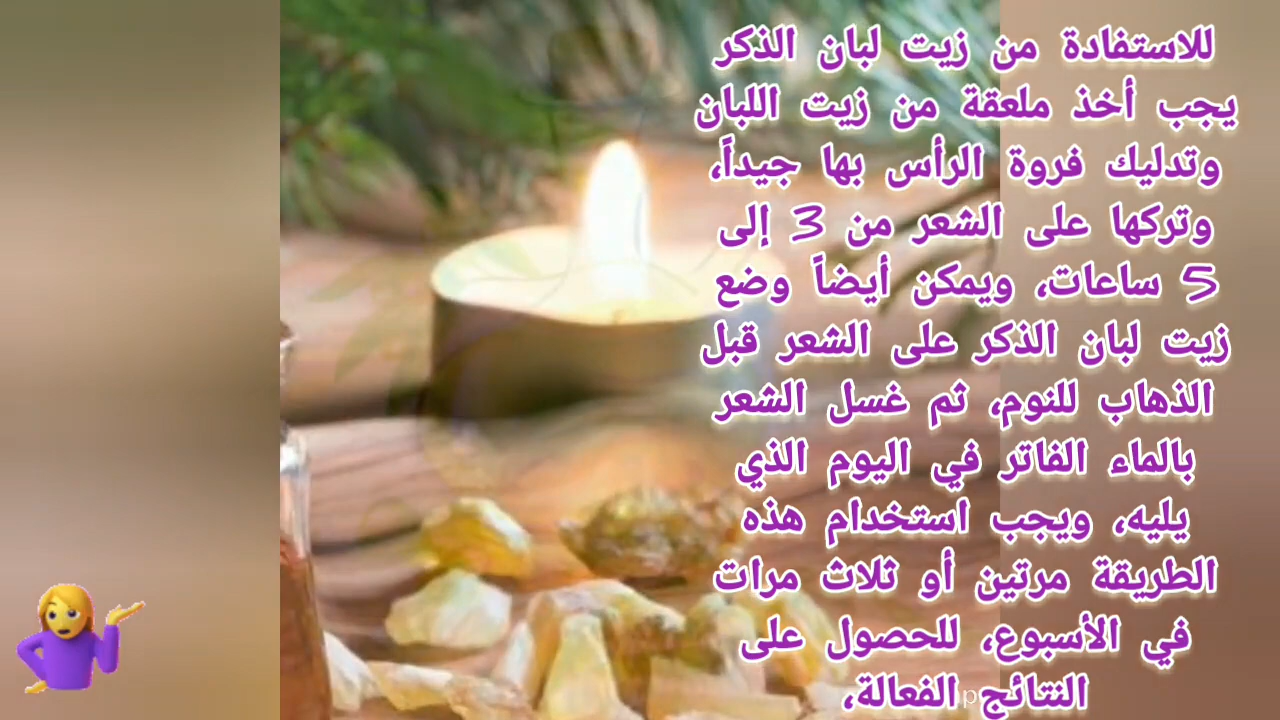 للاستفادة من زيت لبان الذكر
يجب أخذ ملعقة من زيت اللبان
وتدليك فروة الرأس بها جيداً،
وتركها على الشعر من 3 إلى
5 ساعات، ويمكن أيضاً وضع
زيت لبان الذكر على الشعر قبل
الذهاب للنوم، ثم غسل الشعر
بالماء الفاتر في اليوم الذي
يليه، ويجب استخدام هذه
الطريقة مرتين أو ثلاث مرات
في الأسبوع، للحصول على
النتائج الفعالة،